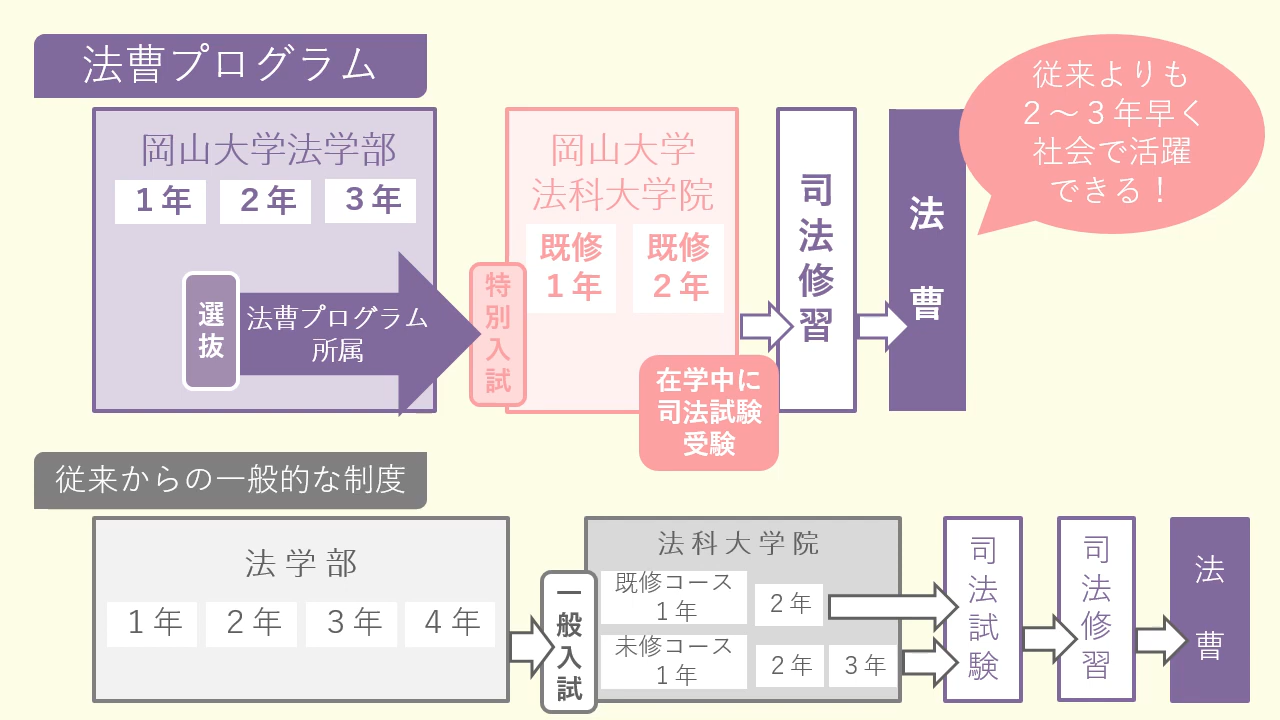 法曹プログラム
従来よりも
２～３年早く
社会で活躍
できる！
岡山大学法学部
１年
２年
３年
選抜
法曹プログラム
所属
特別入試
岡山大学
法科大学院
既修
１年
既修
２年
在学中に
司法試験
受験
司法修習
法曹
従来からの一般的な制度
法学部
１年
２年
３年
４年
一般入試
法科大学院
既修コース
１年
２年
未修コース
１年
２年
３年
司法試験
司法修習
法曹